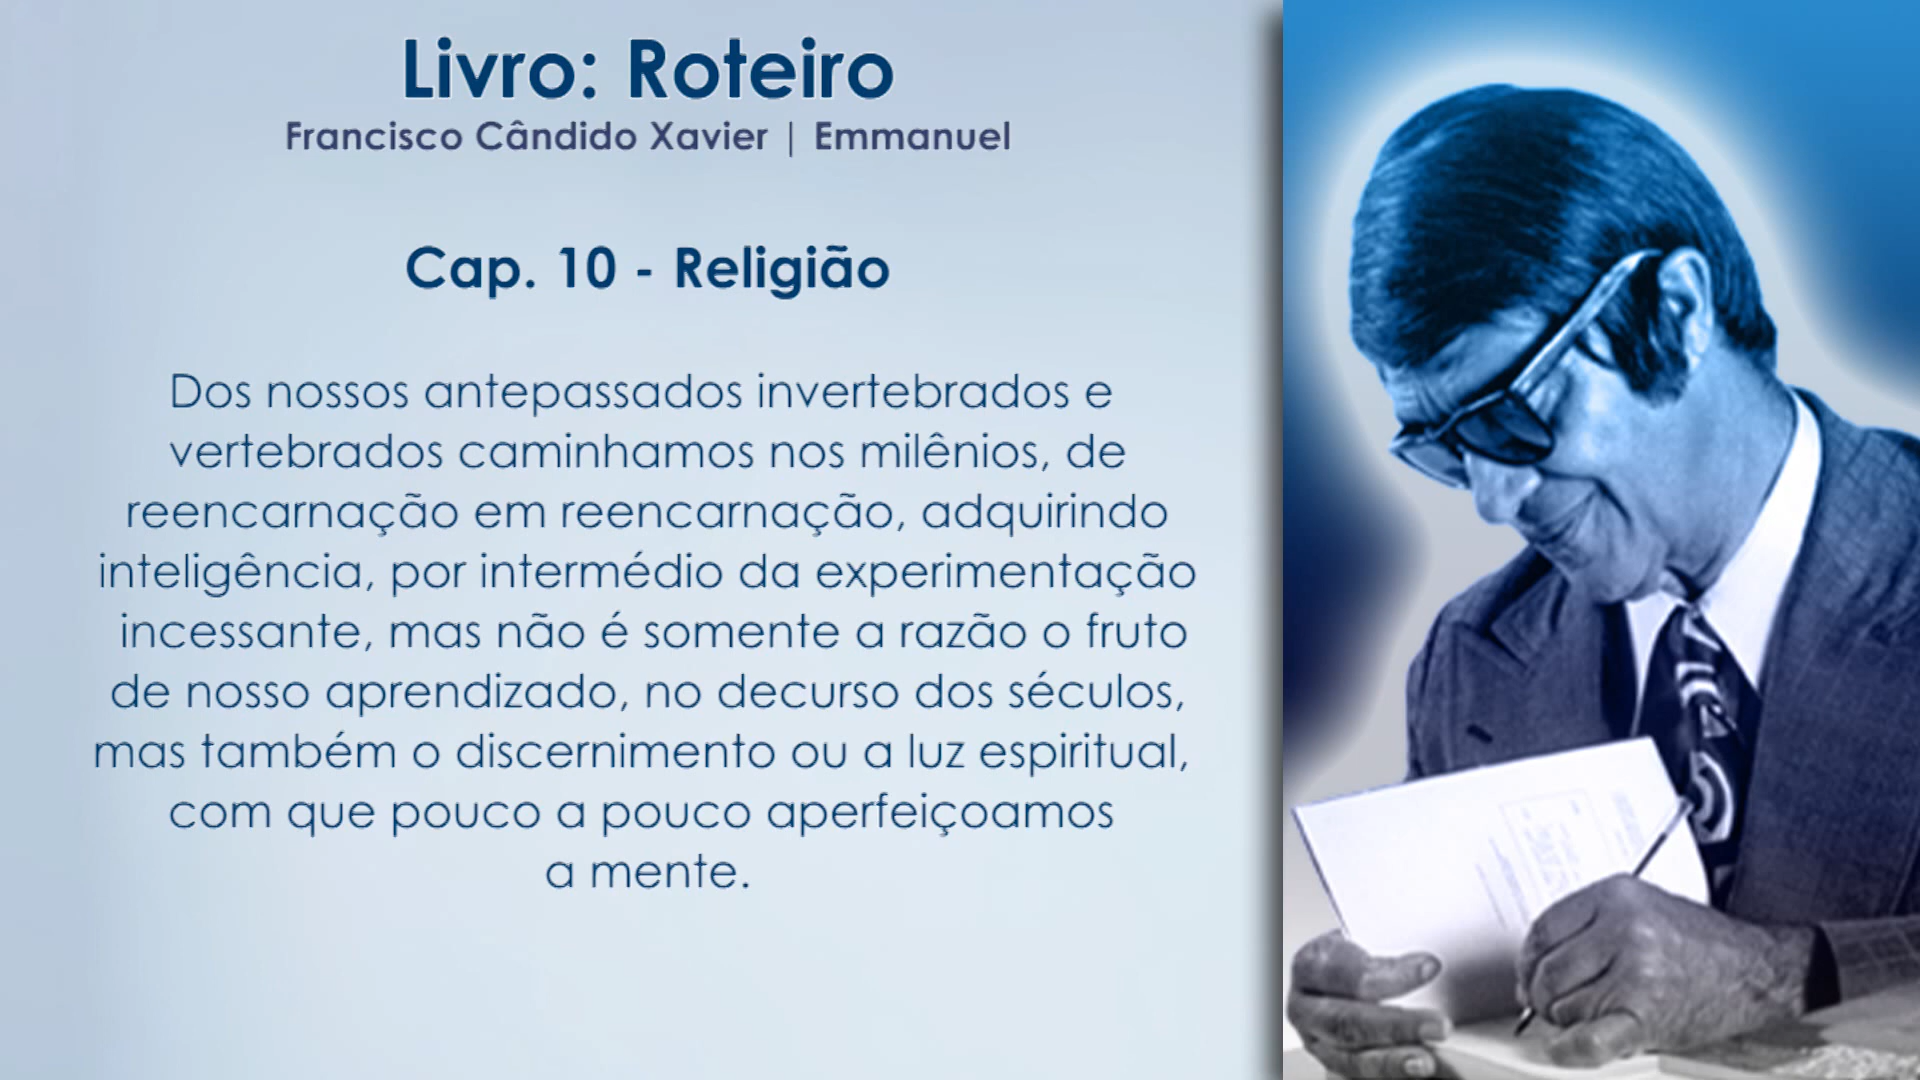 Livro: Roteiro
Francisco Cândido Xavier | Emmanuel
Cap. 10 - Religião
Dos nossos antepassados invertebrados e
vertebrados caminhamos nos milênios, de
reencarnação em reencarnação, adquirindo
inteligência, por intermédio da experimentação
incessante, mas não é somente a razão o fruto
de nosso aprendizado, no decurso dos séculos,
mas também o discernimento ou a luz espiritual,
com que pouco a pouco aperfeiçoamos
a mente.